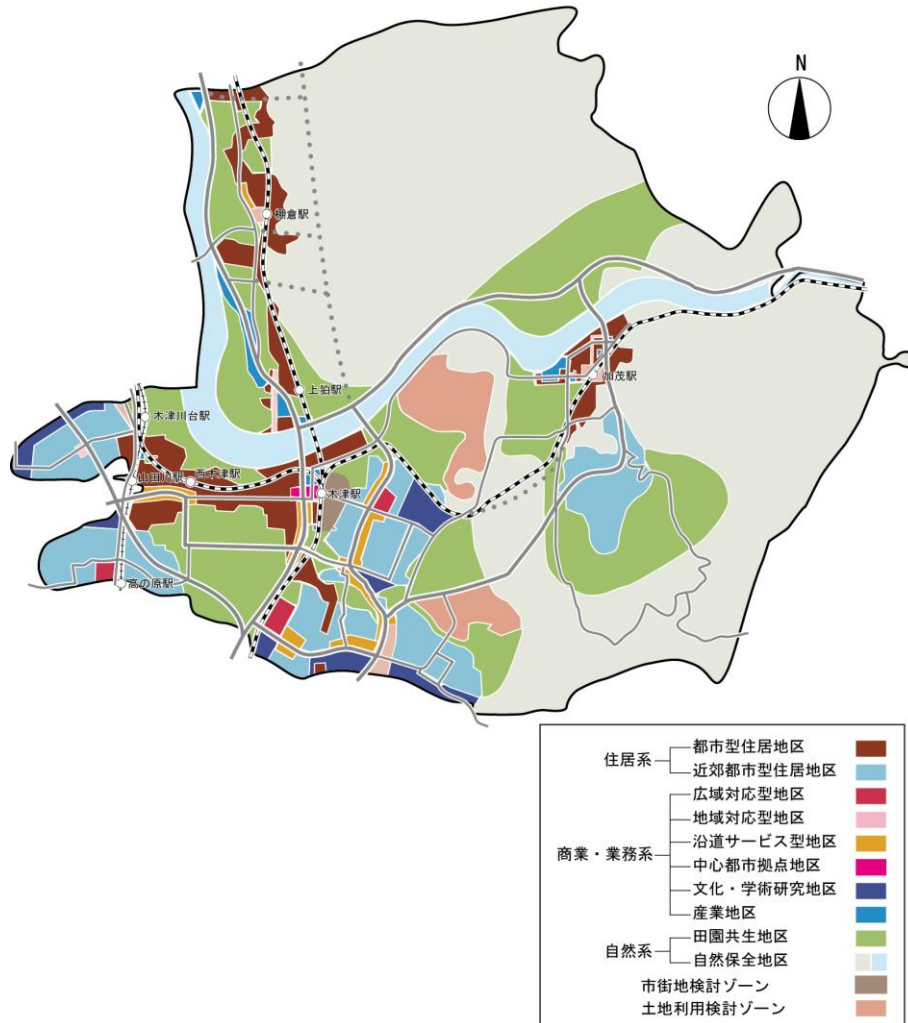 N
棚倉駅
上狛駅
加茂駅
木津川台駅
山田川駅
西木津駅
木津駅
高の原駅
住居系
都市型住居地区
近郊都市型住居地区
商業・業務系
広域対応型地区
地域対応型地区
沿道サービス型地区
中心都市拠点地区
文化・学術研究地区
産業地区
自然系
田園共生地区
自然保全地区
市街地検討ゾーン
土地利用検討ゾーン